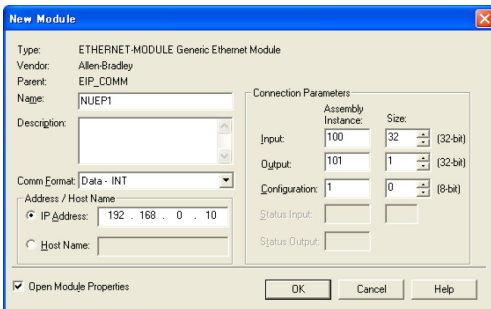 New Module
Type: ETHERNET-MODULE Generic Ethernet Module
Vendor: Allen-Bradley
Parent: EIP_COMM
Name: NUEP1
Description:
Comm Format: Data - INT
Address / Host Name
IP Address: 192 . 168 . 0 . 10
Host Name:
Connection Parameters
Assembly
Instance: Size:
Input: 100 32 (32-bit)
Output: 101 1 (32-bit)
Configuration: 1 0 (8-bit)
Status Input:
Status Output:
Open Module Properties
OK Cancel Help